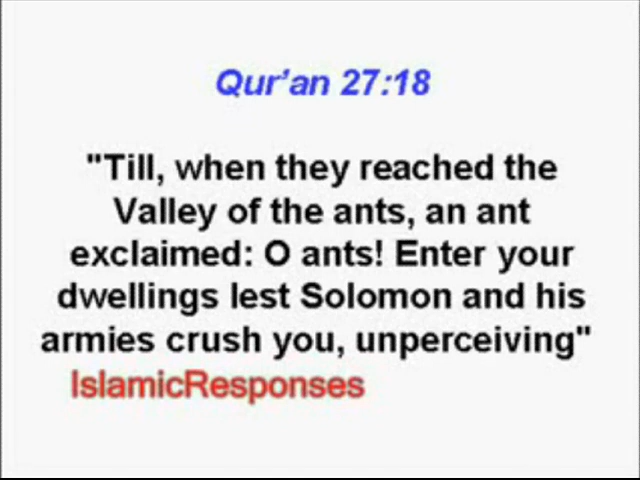 Qur'an 27:18
"Till, when they reached the
Valley of the ants, an ant
exclaimed: O ants! Enter your
dwellings lest Solomon and his
armies crush you, unperceiving"
IslamicResponses